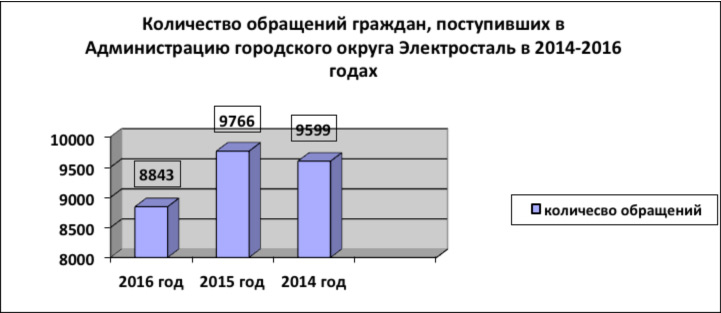 Количество обращений граждан, поступивших в
Администрацию городского округа Электросталь в 2014-2016
годах
9766
9599
8843
10000
9500
9000
8500
8000
2016 год 2015 год 2014 год
количесво обращений